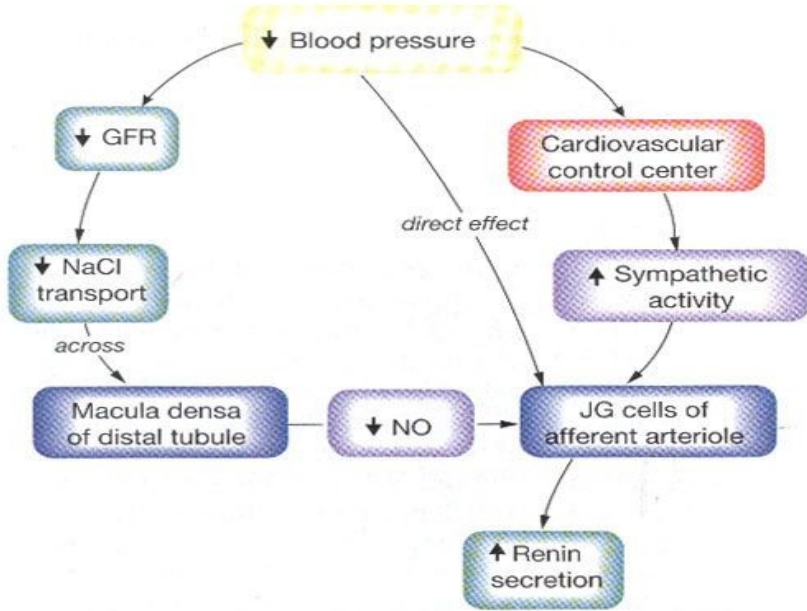 ↓ Blood pressure
↓ GFR
Cardiovascular
control center
direct effect
↓ NaCl
transport
↑ Sympathetic
activity
across
Macula densa
of distal tubule
↓ NO
JG cells of
afferent arteriole
↑ Renin
secretion